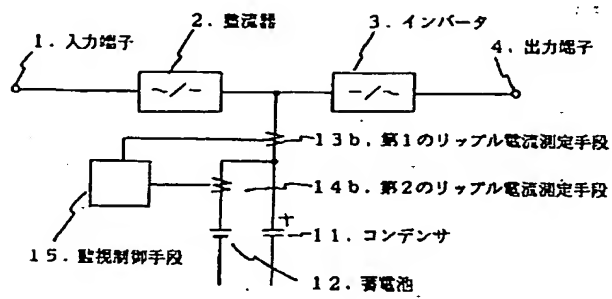 1．入力端子
2．整流器
3．インバータ
4．出力端子
～／－
－／～
13b．第1のリップル電流測定手段
14b．第2のリップル電流測定手段
＋
11．コンデンサ
12．蓄電池
15．監視制御手段